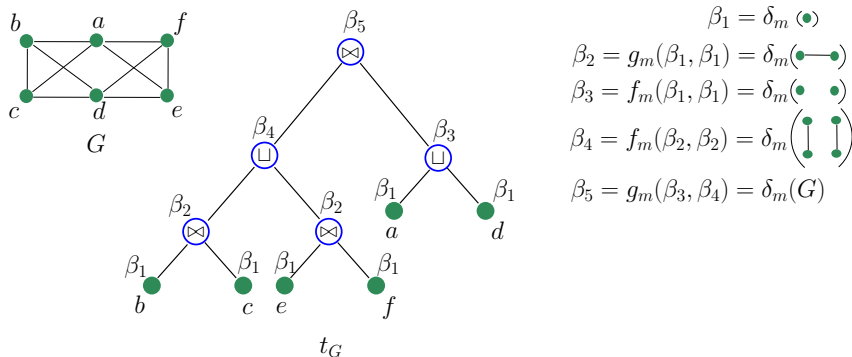 b a f
c d e
G
β₅
⋈
β₄ β₃
⊔ ⊔
β₂ β₂ β₁ β₁
⋈ ⋈ a d
β₁ β₁ β₁ β₁
b c e f
t_G
β₁ = δₘ( )
β₂ = gₘ(β₁, β₁) = δₘ( )
β₃ = fₘ(β₁, β₁) = δₘ( )
β₄ = fₘ(β₂, β₂) = δₘ( )
β₅ = gₘ(β₃, β₄) = δₘ(G)